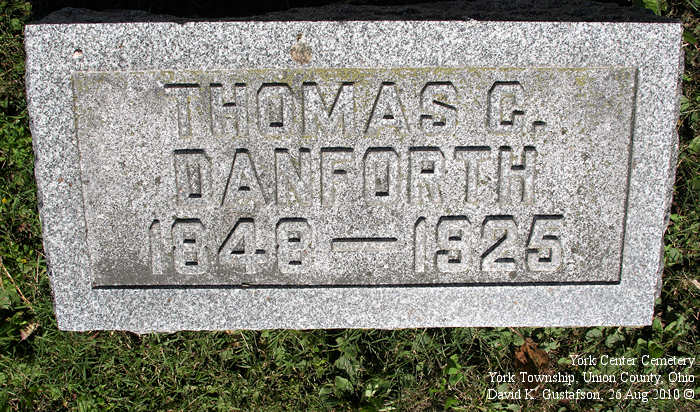 THOMAS C.
DANFORTH
1848 — 1925
York Center Cemetery
York Township, Union County, Ohio
David K. Gustafson, 26 Aug 2010 ©